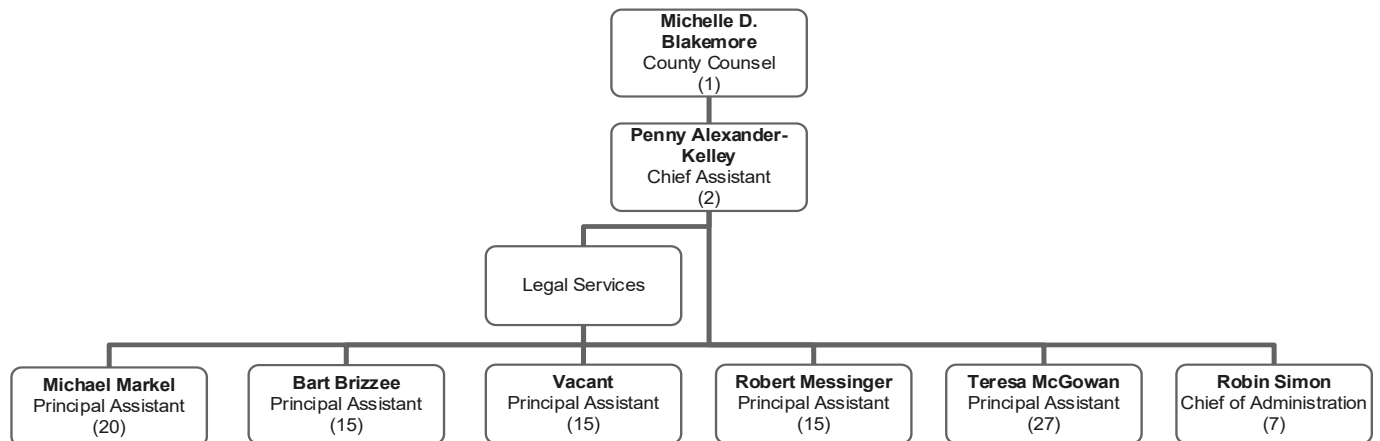 Michelle D.
Blakemore
County Counsel
(1)
Penny Alexander-
Kelley
Chief Assistant
(2)
Legal Services
Michael Markel
Principal Assistant
(20)
Bart Brizzee
Principal Assistant
(15)
Vacant
Principal Assistant
(15)
Robert Messinger
Principal Assistant
(15)
Teresa McGowan
Principal Assistant
(27)
Robin Simon
Chief of Administration
(7)